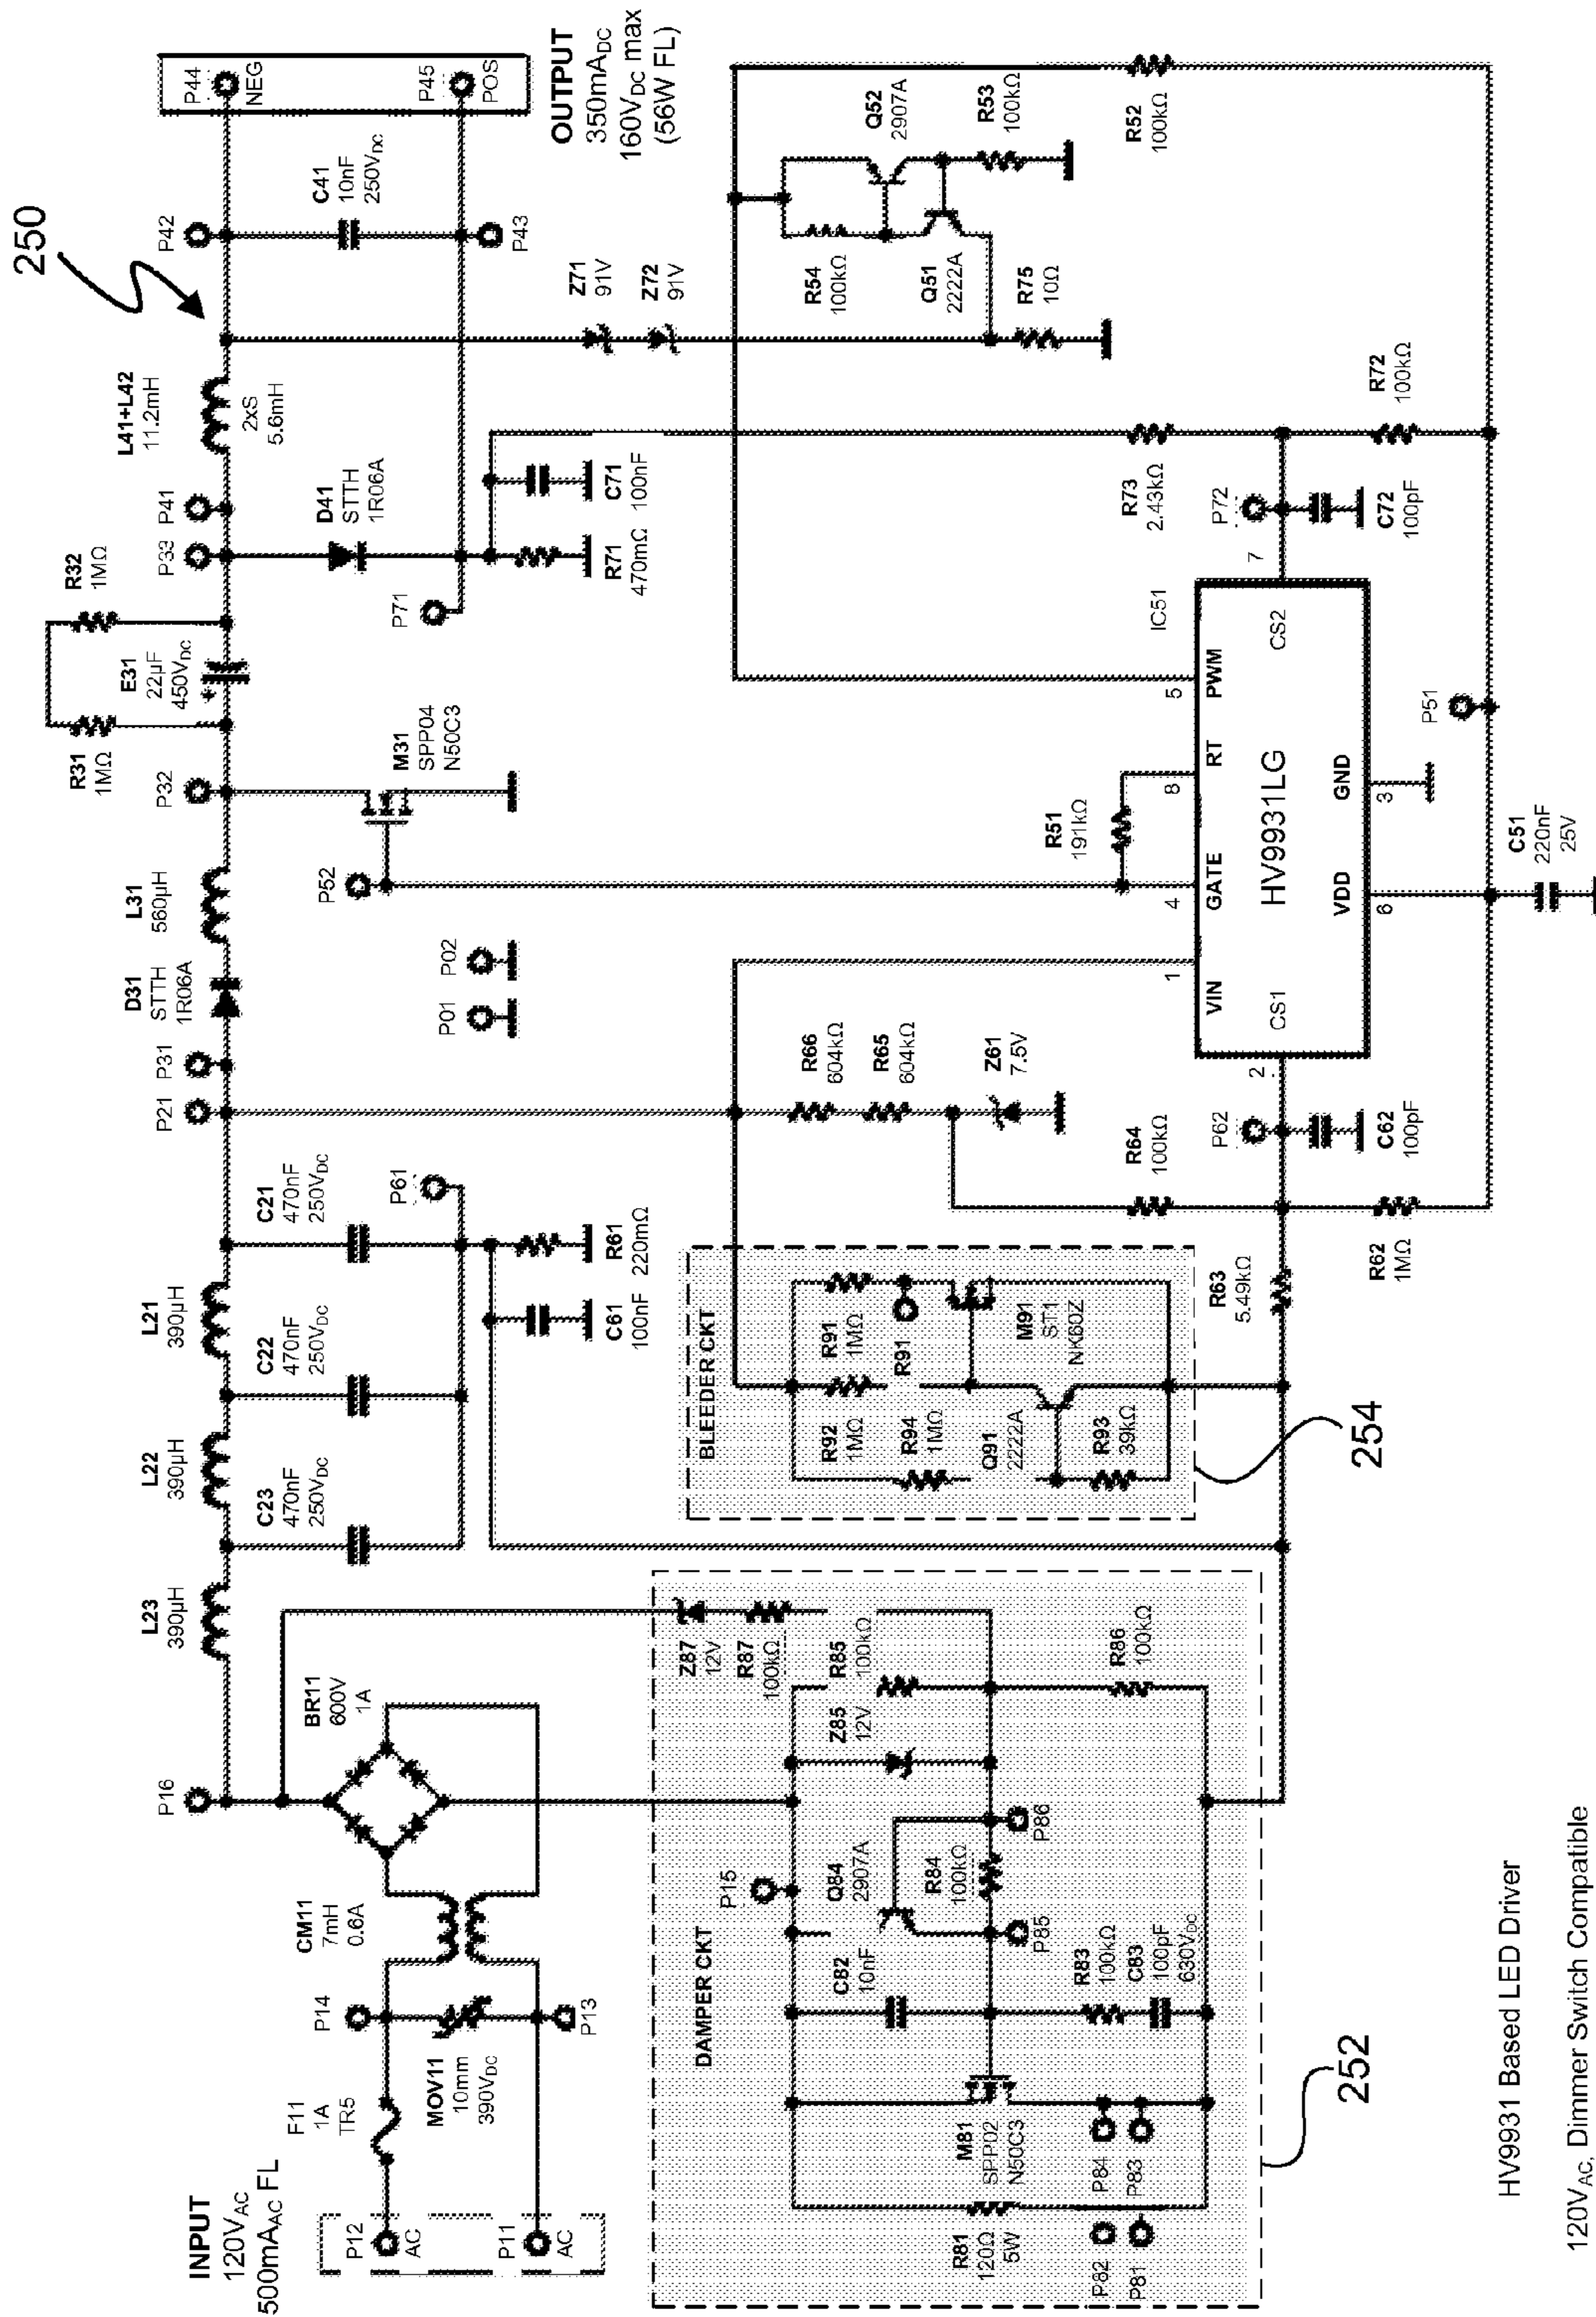 250
INPUT
120VAC
500mAAC FL
P12
AC
P11
AC
F11
1A
TR5
P14
MOV11
10mm
390VDC
P13
CM11
7mH
0.6A
P16
BR11
600V
1A
L23
390µH
L22
390µH
L21
390µH
C23
470nF
250VDC
C22
470nF
250VDC
C21
470nF
250VDC
P61
C61
100nF
R61
220mΩ
P21
P31
D31
STTH
1R06A
L31
560µH
P32
P01
P02
P52
M31
SPP04
N50C3
R31
1MΩ
E31
22µF
450VDC
+
R32
1MΩ
P33
P41
P71
D41
STTH
1R06A
R71
470mΩ
C71
100nF
L41+L42
11.2mH
2xS
5.6mH
P42
C41
10nF
250VDC
P43
P44
NEG
P45
POS
OUTPUT
350mADC
160VDC max
(56W FL)
Z71
91V
Z72
91V
R54
100kΩ
Q51
2222A
R75
10Ω
Q52
2907A
R53
100kΩ
R52
100kΩ
DAMPER CKT
P15
R81
120Ω
5W
P82
P81
M81
SPP02
N50C3
P84
P83
C82
10nF
R83
100kΩ
C83
100pF
630VDC
Q84
2907A
R84
100kΩ
P85
P86
Z85
12V
Z87
12V
R87
100kΩ
R85
100kΩ
R86
100kΩ
252
BLEEDER CKT
R92
1MΩ
R91
1MΩ
R94
1MΩ
R91
Q91
2222A
M91
ST1
NK60Z
R93
39kΩ
254
R66
604kΩ
R65
604kΩ
Z61
7.5V
R64
100kΩ
R63
5.49kΩ
R62
1MΩ
P62
C62
100pF
R51
191kΩ
IC51
1
VIN
4
GATE
8
RT
5
PWM
2
CS1
HV9931LG
CS2
7
VDD
6
GND
3
R73
2.43kΩ
R72
100kΩ
P72
C72
100pF
P51
C51
220nF
25V
HV9931 Based LED Driver
120VAC, Dimmer Switch Compatible